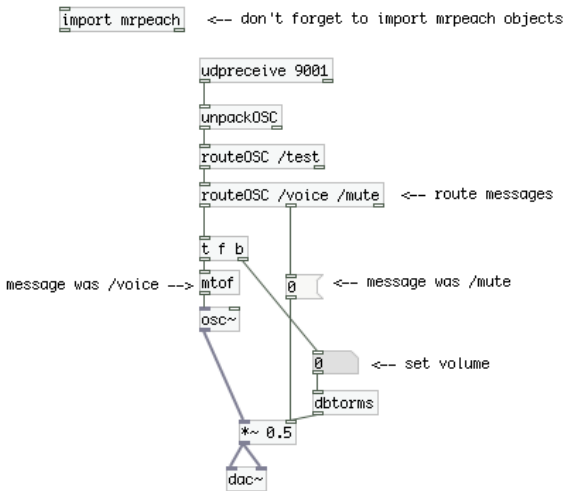 import mrpeach <-- don't forget to import mrpeach objects
udpreceive 9001
unpackOSC
routeOSC /test
routeOSC /voice /mute <-- route messages
t f b
message was /voice --> mtof
0 <-- message was /mute
osc~
0 <-- set volume
dbtorms
*~ 0.5
dac~